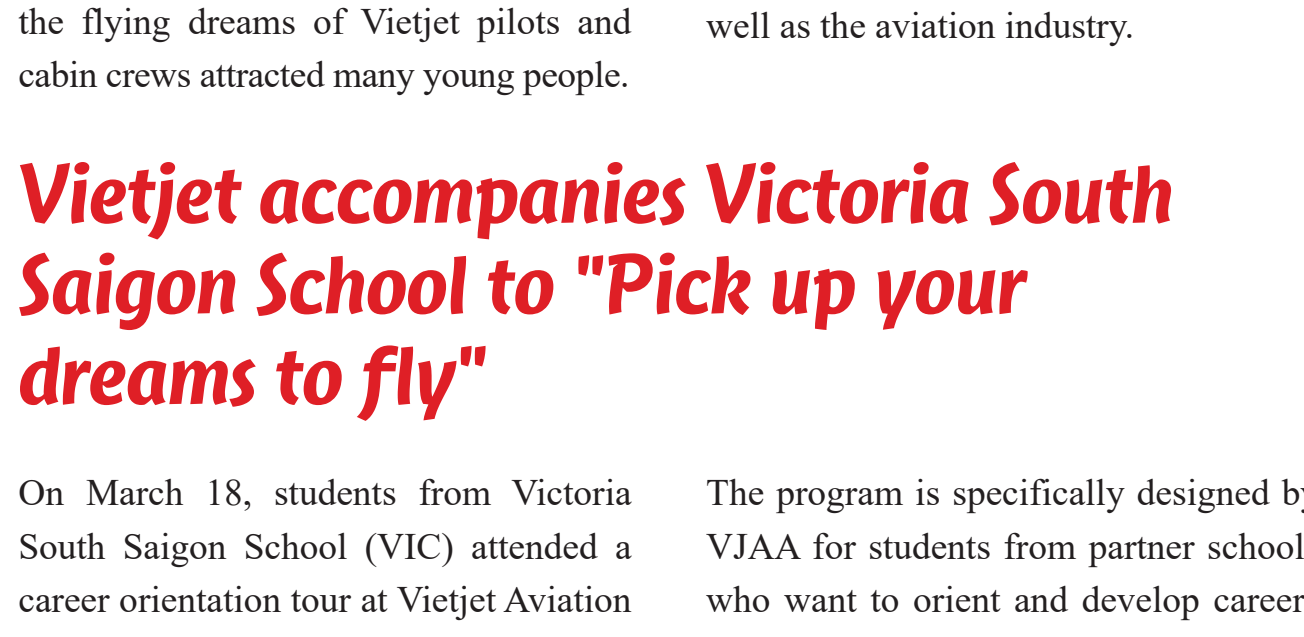 the flying dreams of Vietjet pilots and
cabin crews attracted many young people.
well as the aviation industry.
Vietjet accompanies Victoria South
Saigon School to "Pick up your
dreams to fly"
On March 18, students from Victoria
South Saigon School (VIC) attended a
career orientation tour at Vietjet Aviation
The program is specifically designed by
VJAA for students from partner school
who want to orient and develop career